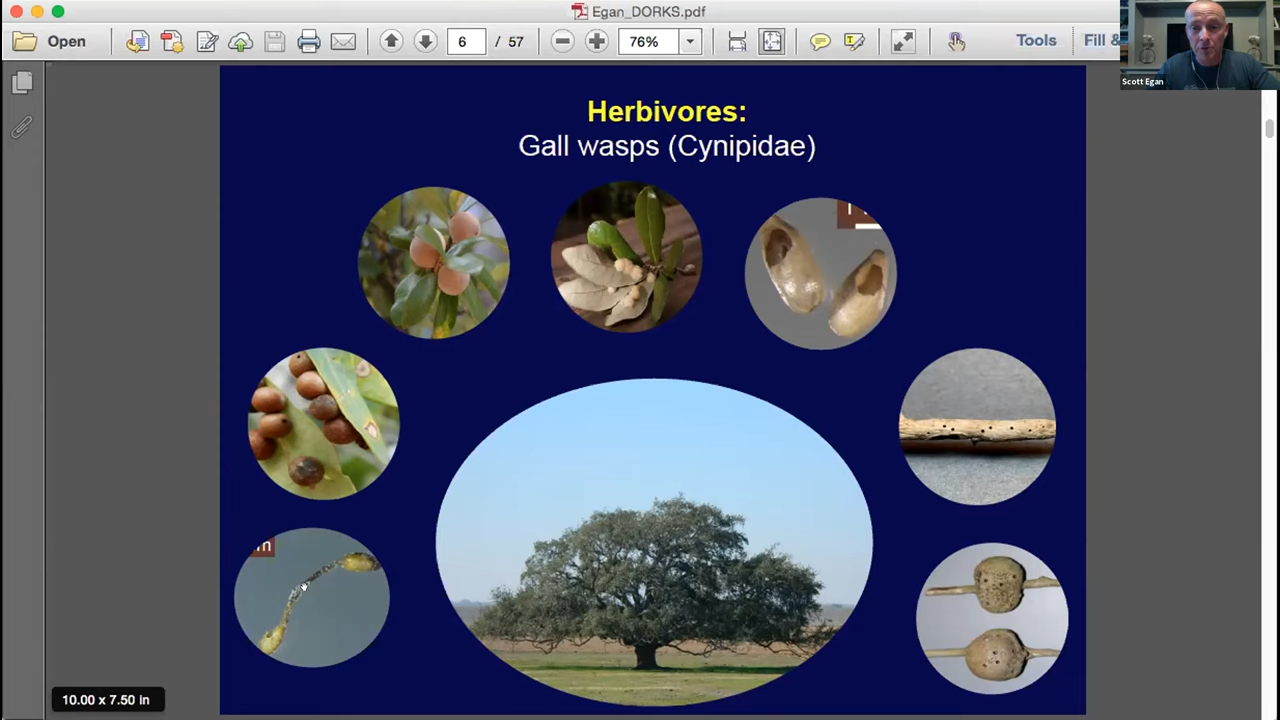 Egan_DORKS.pdf
Open
6 / 57
76%
Tools
Fill &
Scott Egan
Herbivores:
Gall wasps (Cynipidae)
m
10.00 x 7.50 in